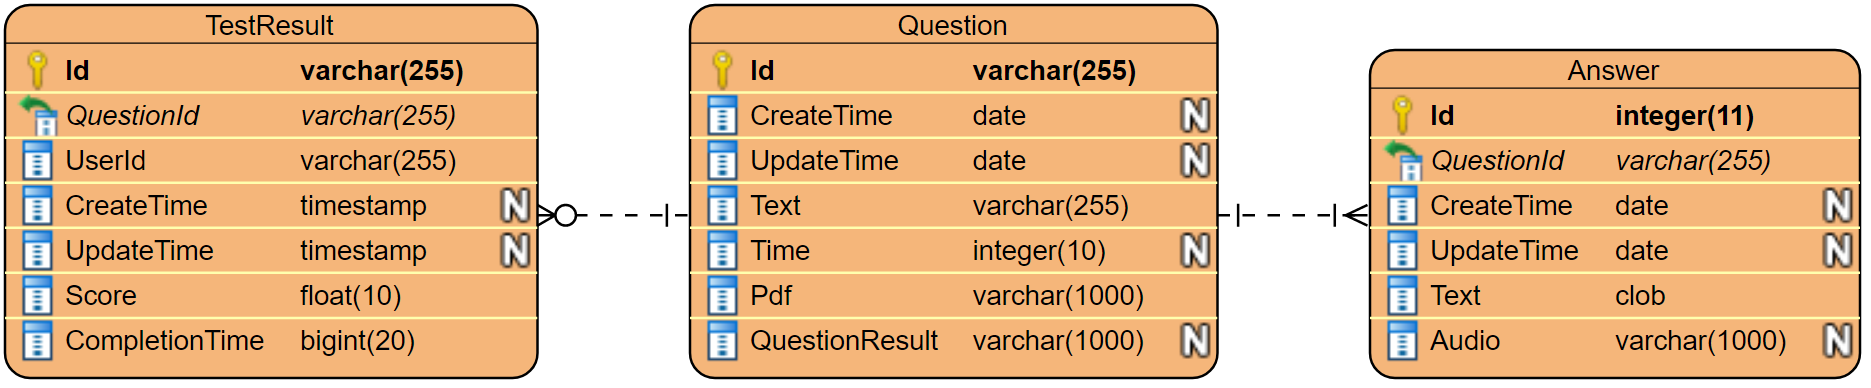 TestResult
Id varchar(255)
QuestionId varchar(255)
UserId varchar(255)
CreateTime timestamp N
UpdateTime timestamp N
Score float(10)
CompletionTime bigint(20)
Question
Id varchar(255)
CreateTime date N
UpdateTime date N
Text varchar(255)
Time integer(10) N
Pdf varchar(1000)
QuestionResult varchar(1000) N
Answer
Id integer(11)
QuestionId varchar(255)
CreateTime date N
UpdateTime date N
Text clob
Audio varchar(1000) N